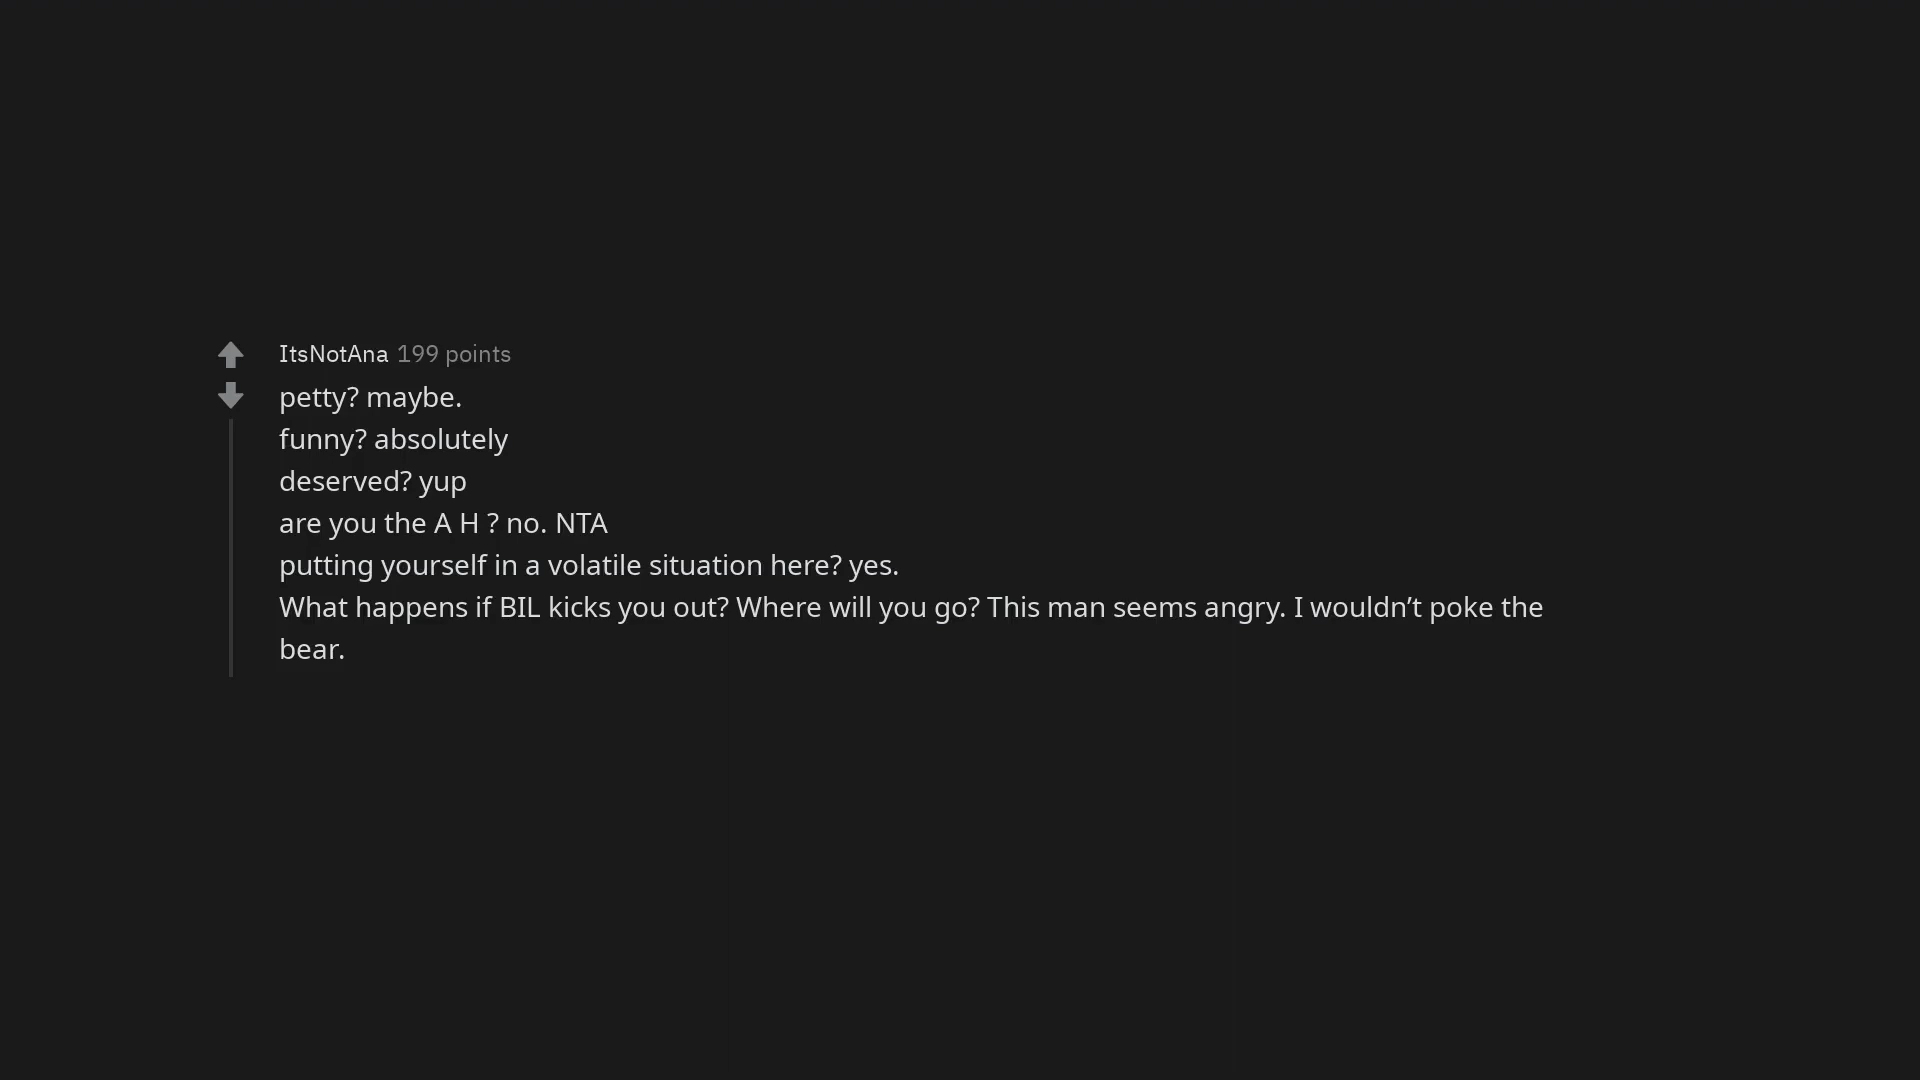 ItsNotAna 199 points
petty? maybe.
funny? absolutely
deserved? yup
are you the A H ? no. NTA
putting yourself in a volatile situation here? yes.
What happens if BIL kicks you out? Where will you go? This man seems angry. I wouldn’t poke the
bear.